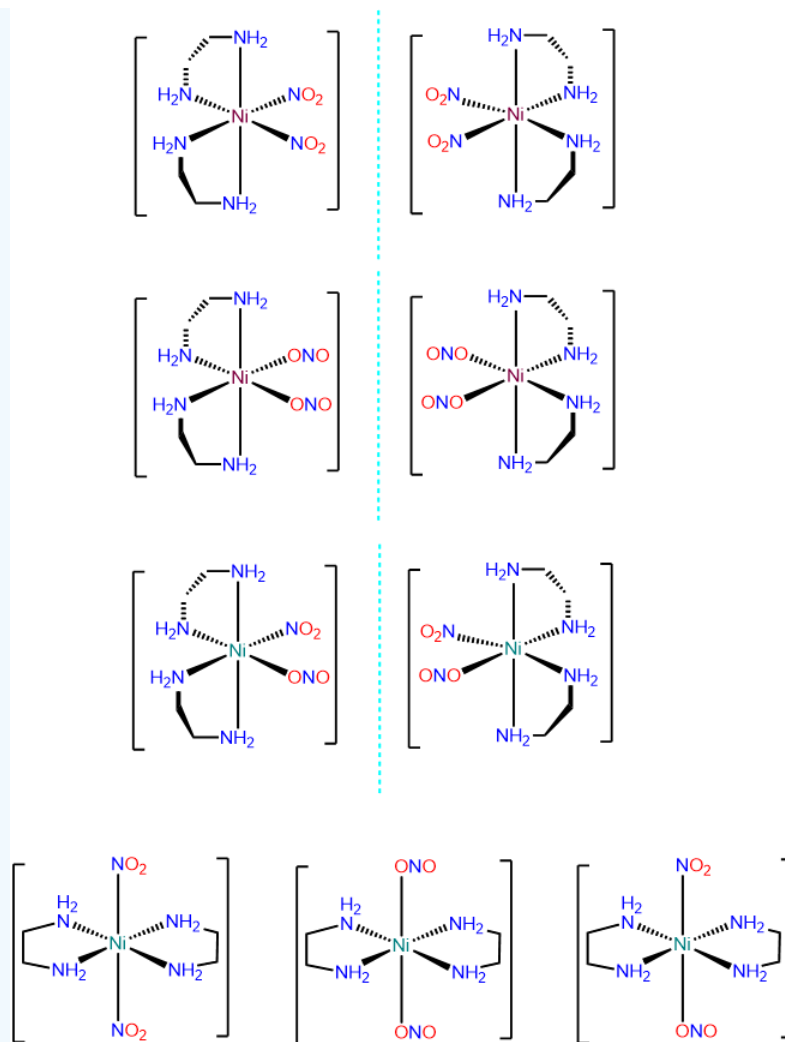 NH₂ H₂N
H₂N NO₂ O₂N NH₂
Ni Ni
H₂N NO₂ O₂N NH₂
NH₂ NH₂
NH₂ H₂N
H₂N ONO ONO NH₂
Ni Ni
H₂N ONO ONO NH₂
NH₂ NH₂
NH₂ H₂N
H₂N NO₂ O₂N NH₂
Ni Ni
H₂N ONO ONO NH₂
NH₂ NH₂
NO₂ ONO NO₂
H₂ H₂ H₂
N NH₂ N NH₂ N NH₂
Ni Ni Ni
NH₂ NH₂ NH₂ NH₂ NH₂ NH₂
NO₂ ONO ONO